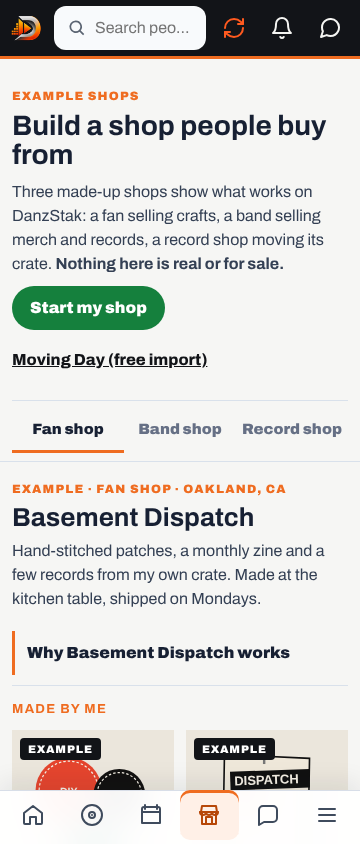 Search peo...
EXAMPLE SHOPS
Build a shop people buy
from
Three made-up shops show what works on
DanzStak: a fan selling crafts, a band selling
merch and records, a record shop moving its
crate. Nothing here is real or for sale.
Start my shop
Moving Day (free import)
Fan shop Band shop Record shop
EXAMPLE · FAN SHOP · OAKLAND, CA
Basement Dispatch
Hand-stitched patches, a monthly zine and a
few records from my own crate. Made at the
kitchen table, shipped on Mondays.
Why Basement Dispatch works
MADE BY ME
EXAMPLE EXAMPLE
DISPATCH